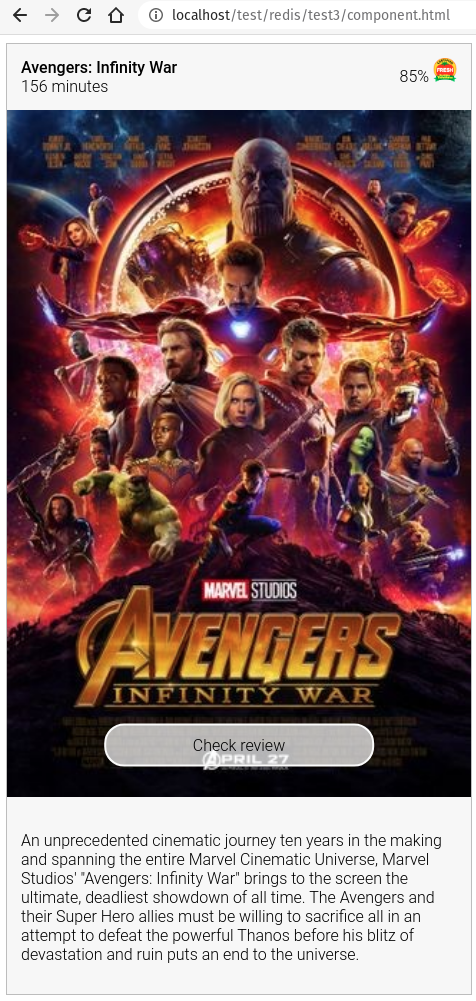 localhost/test/redis/test3/component.html
Avengers: Infinity War
156 minutes
85%
FRESH
MARVEL STUDIOS
AVENGERS
INFINITY WAR
Check review
APRIL 27
An unprecedented cinematic journey ten years in the making
and spanning the entire Marvel Cinematic Universe, Marvel
Studios' "Avengers: Infinity War" brings to the screen the
ultimate, deadliest showdown of all time. The Avengers and
their Super Hero allies must be willing to sacrifice all in an
attempt to defeat the powerful Thanos before his blitz of
devastation and ruin puts an end to the universe.